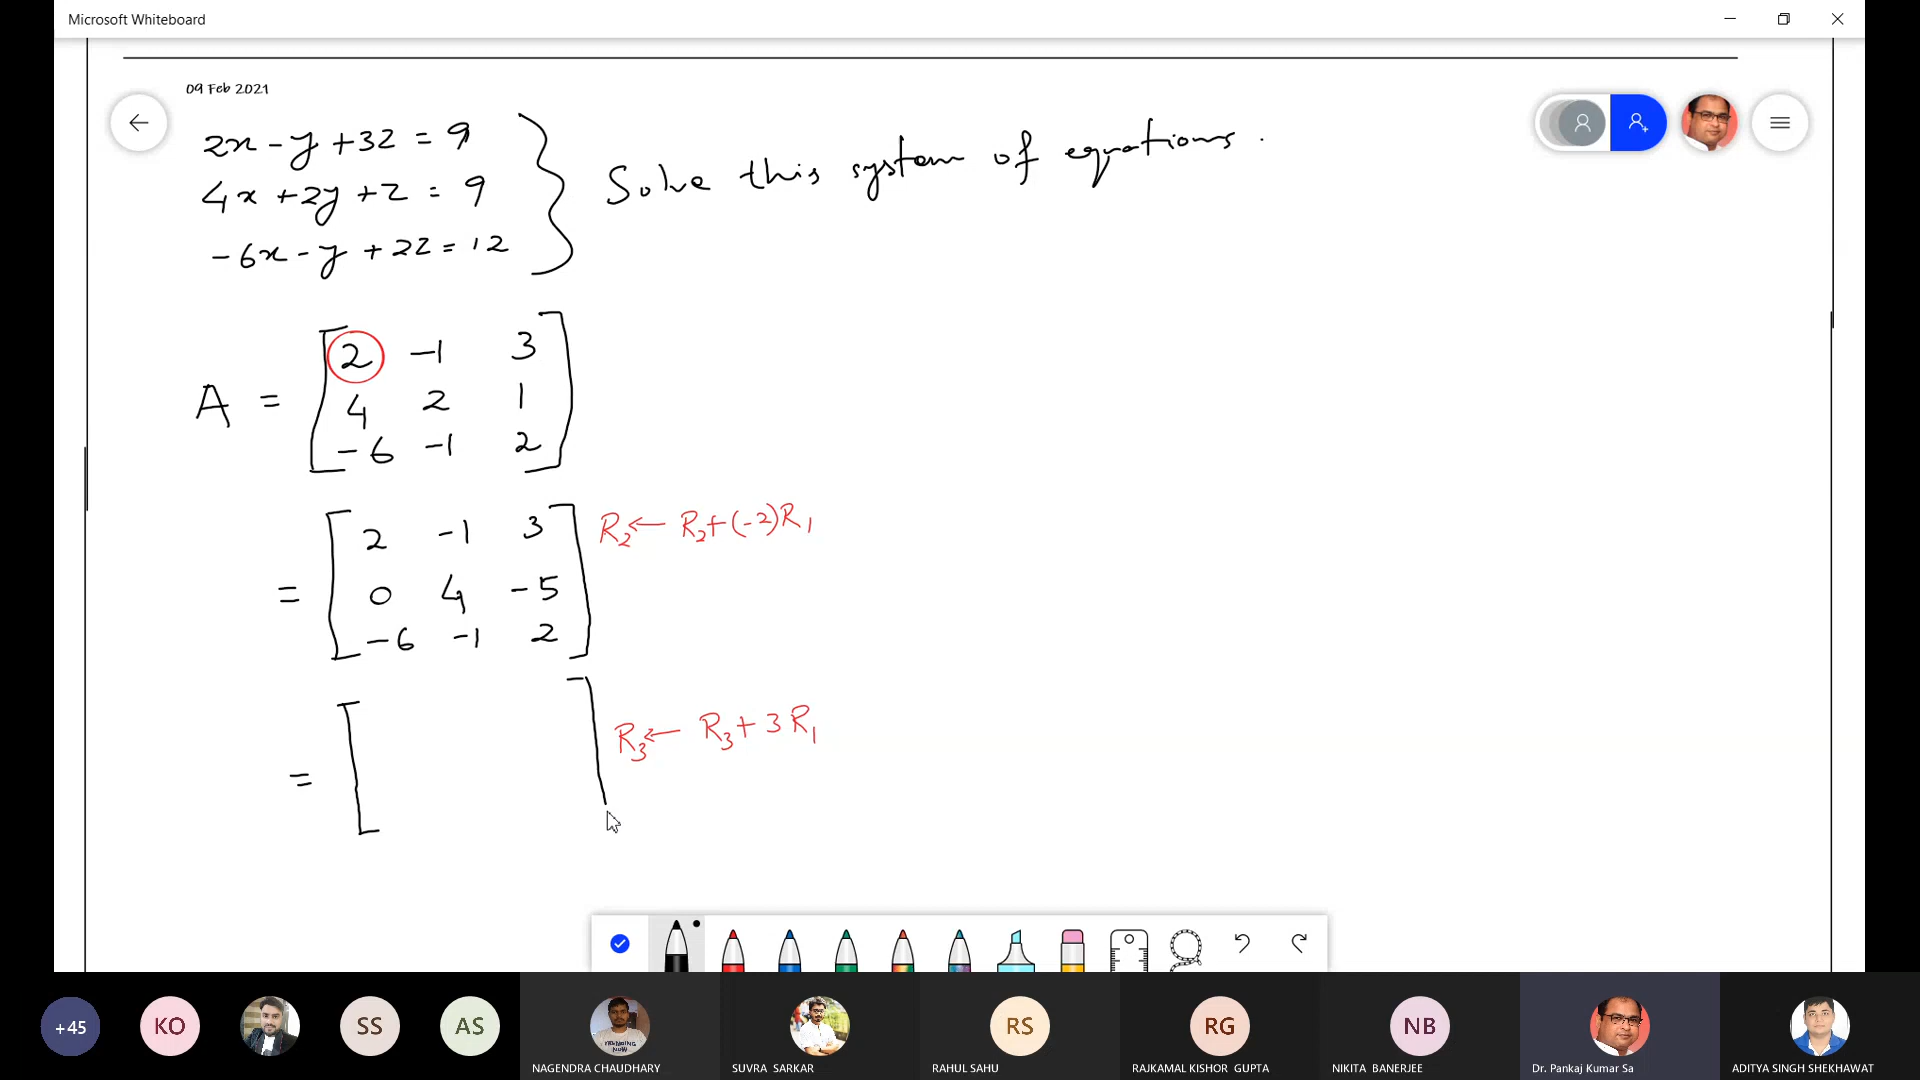 Microsoft Whiteboard
09 Feb 2021
2x - y + 3z = 9
4x + 2y + z = 9
-6x - y + 2z = 12
Solve this system of equations.
A = [ 2 -1 3
4 2 1
-6 -1 2 ]
= [ 2 -1 3
0 4 -5
-6 -1 2 ] R2 ← R2+(-2)R1
= [ ] R3 ← R3 + 3R1
+45
KO
SS
AS
NAGENDRA CHAUDHARY
SUVRA SARKAR
RS
RAHUL SAHU
RG
RAJKAMAL KISHOR GUPTA
NB
NIKITA BANERJEE
Dr. Pankaj Kumar Sa
ADITYA SINGH SHEKHAWAT